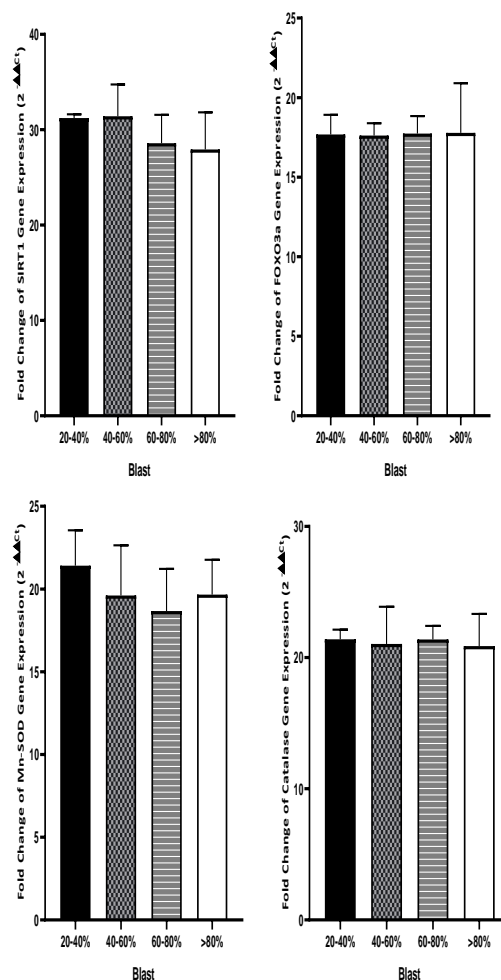 Fold Change of SIRT1 Gene Expression (2 -▲▲Ct)
40
30
20
10
0
20-40% 40-60% 60-80% >80%
Blast
Fold Change of FOXO3a Gene Expression (2 -▲▲Ct)
25
20
15
10
5
0
20-40% 40-60% 60-80% >80%
Blast
Fold Change of Mn-SOD Gene Expression (2 -▲▲Ct)
25
20
15
10
5
0
20-40% 40-60% 60-80% >80%
Blast
Fold Change of Catalase Gene Expression (2 -▲▲Ct)
30
20
10
0
20-40% 40-60% 60-80% >80%
Blast